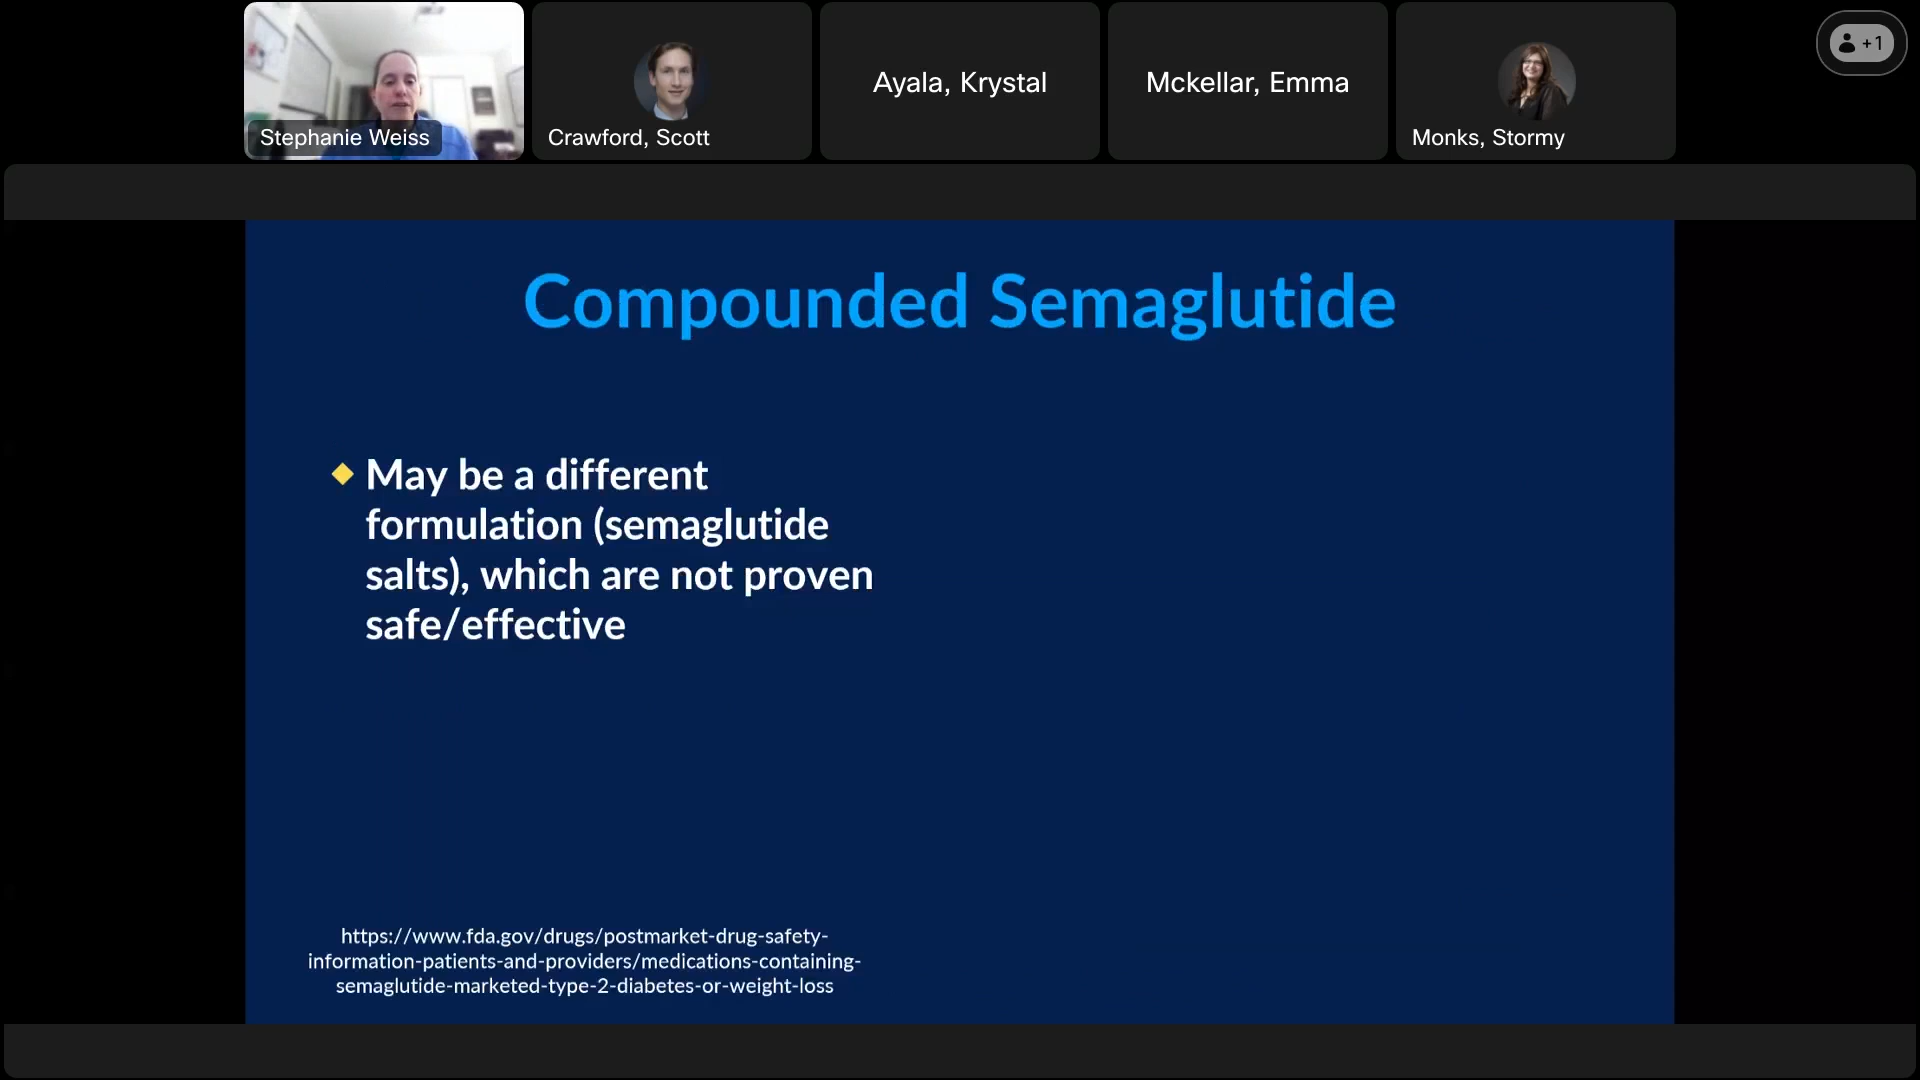 Stephanie Weiss
Crawford, Scott
Ayala, Krystal
Mckellar, Emma
Monks, Stormy
+1
Compounded Semaglutide
May be a different
formulation (semaglutide
salts), which are not proven
safe/effective
https://www.fda.gov/drugs/postmarket-drug-safety-
information-patients-and-providers/medications-containing-
semaglutide-marketed-type-2-diabetes-or-weight-loss